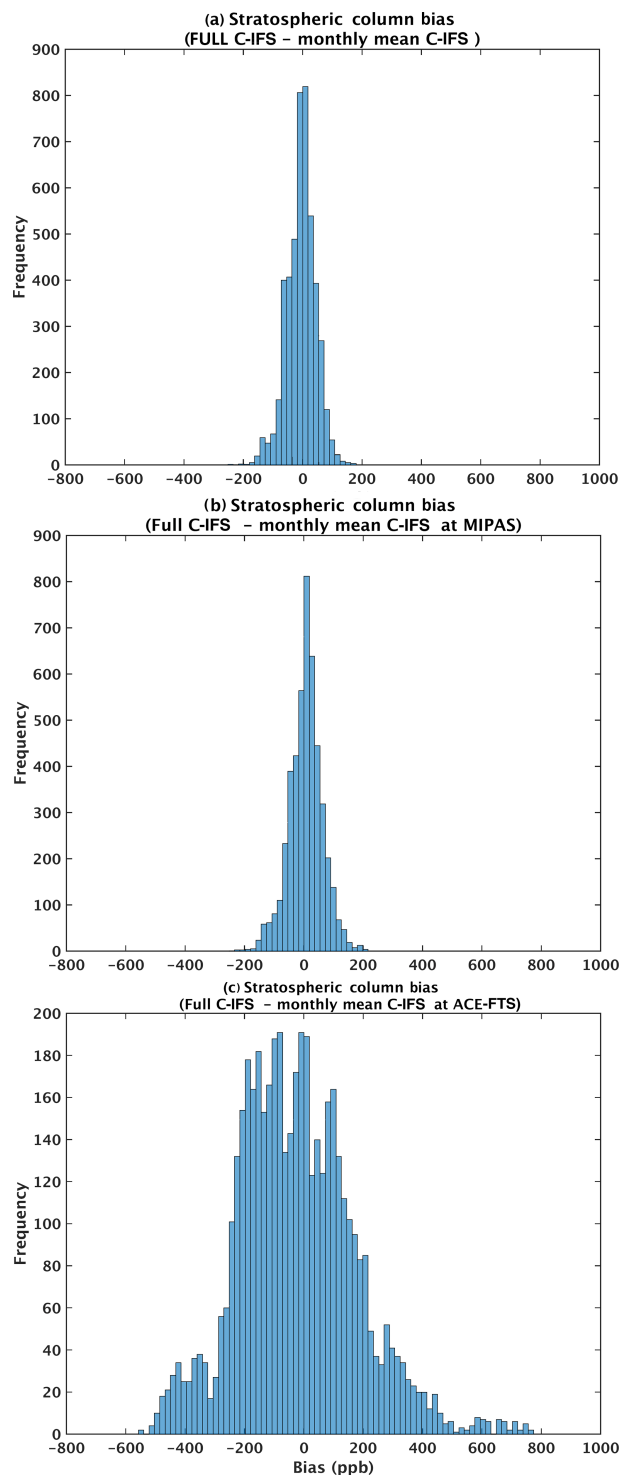 (a) Stratospheric column bias
(FULL C-IFS – monthly mean C-IFS )
900
800
700
600
500
400
300
200
100
0
Frequency
-800 -600 -400 -200 0 200 400 600 800 1000
(b) Stratospheric column bias
(Full C-IFS – monthly mean C-IFS at MIPAS)
900
800
700
600
500
400
300
200
100
0
Frequency
-800 -600 -400 -200 0 200 400 600 800 1000
(c) Stratospheric column bias
(Full C-IFS – monthly mean C-IFS at ACE-FTS)
200
180
160
140
120
100
80
60
40
20
0
Frequency
-800 -600 -400 -200 0 200 400 600 800 1000
Bias (ppb)